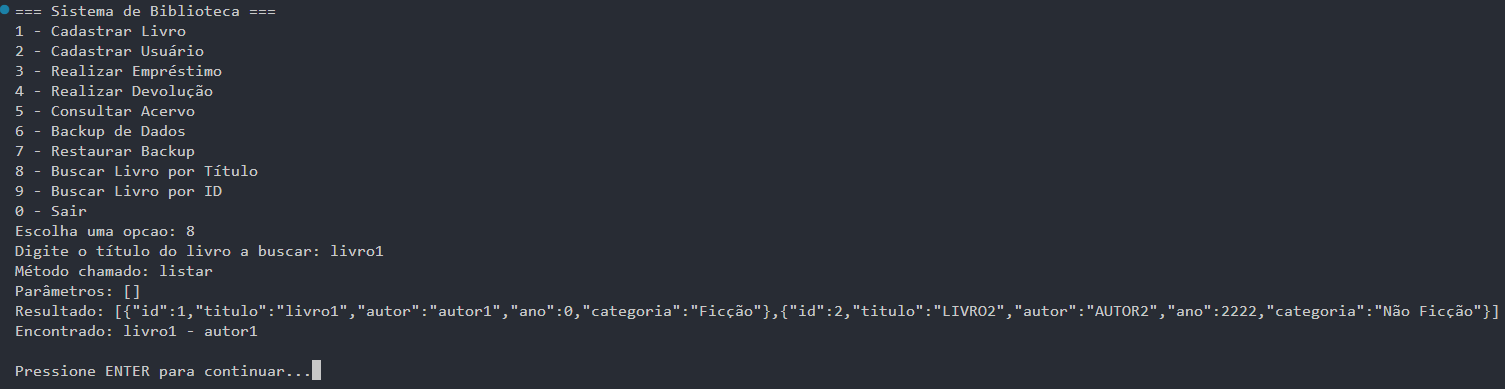 === Sistema de Biblioteca ===
1 - Cadastrar Livro
2 - Cadastrar Usuário
3 - Realizar Empréstimo
4 - Realizar Devolução
5 - Consultar Acervo
6 - Backup de Dados
7 - Restaurar Backup
8 - Buscar Livro por Título
9 - Buscar Livro por ID
0 - Sair
Escolha uma opcao: 8
Digite o título do livro a buscar: livro1
Método chamado: listar
Parâmetros: []
Resultado: [{"id":1,"titulo":"livro1","autor":"autor1","ano":0,"categoria":"Ficção"},{"id":2,"titulo":"LIVRO2","autor":"AUTOR2","ano":2222,"categoria":"Não Ficção"}]
Encontrado: livro1 - autor1
Pressione ENTER para continuar...